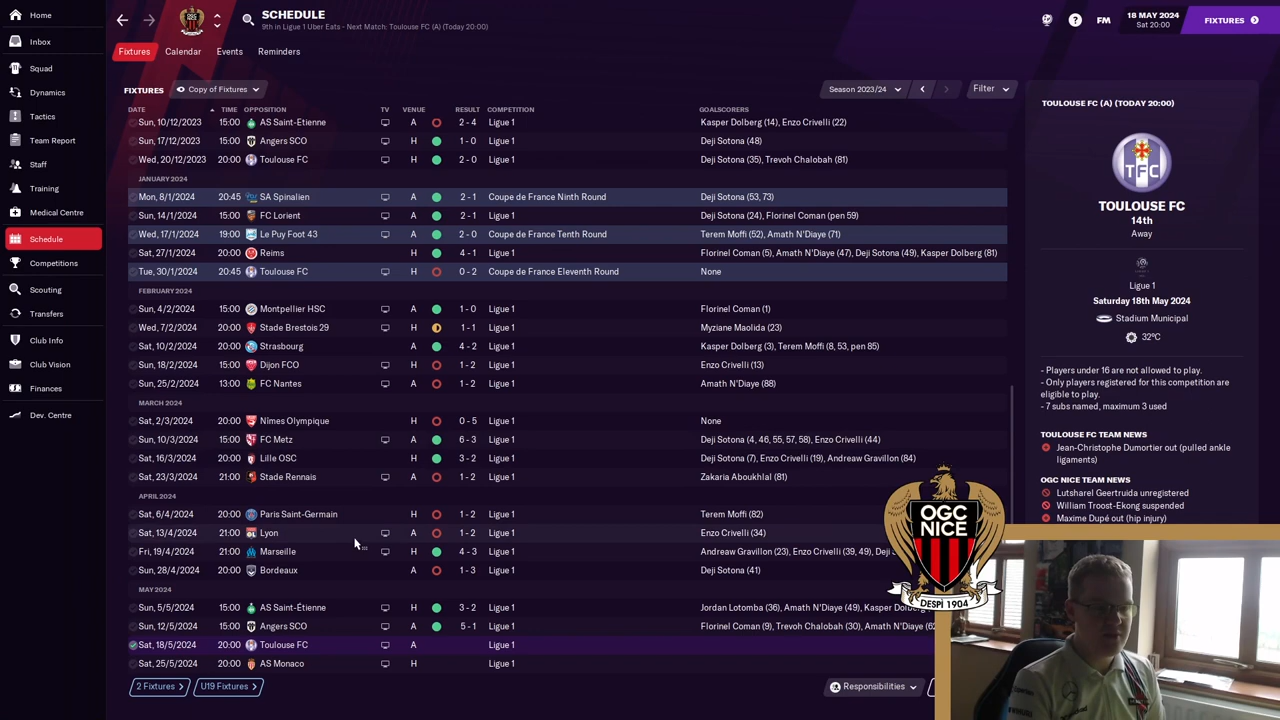 Home
SCHEDULE
9th in Ligue 1 Uber Eats - Next Match: Toulouse FC (A) (Today 20:00)
FM
18 MAY 2024
Sat 20:00
FIXTURES
Inbox
Squad
Dynamics
Tactics
Team Report
Staff
Training
Medical Centre
Schedule
Competitions
Scouting
Transfers
Club Info
Club Vision
Finances
Dev. Centre
Fixtures Calendar Events Reminders
FIXTURES Copy of Fixtures Season 2023/24 Filter
DATE TIME OPPOSITION TV VENUE RESULT COMPETITION GOALSCORERS
Sun, 10/12/2023 15:00 AS Saint-Etienne A 2 - 4 Ligue 1 Kasper Dolberg (14), Enzo Crivelli (22)
Sun, 17/12/2023 15:00 Angers SCO H 1 - 0 Ligue 1 Deji Sotona (48)
Wed, 20/12/2023 20:00 Toulouse FC H 2 - 0 Ligue 1 Deji Sotona (35), Trevoh Chalobah (81)
JANUARY 2024
Mon, 8/1/2024 20:45 SA Spinalien A 2 - 1 Coupe de France Ninth Round Deji Sotona (53, 73)
Sun, 14/1/2024 15:00 FC Lorient A 2 - 1 Ligue 1 Deji Sotona (24), Florinel Coman (pen 59)
Wed, 17/1/2024 19:00 Le Puy Foot 43 A 2 - 0 Coupe de France Tenth Round Terem Moffi (52), Amath N'Diaye (71)
Sat, 27/1/2024 20:00 Reims H 4 - 1 Ligue 1 Florinel Coman (5), Amath N'Diaye (47), Deji Sotona (49), Kasper Dolberg (81)
Tue, 30/1/2024 20:45 Toulouse FC H 0 - 2 Coupe de France Eleventh Round None
FEBRUARY 2024
Sun, 4/2/2024 15:00 Montpellier HSC A 1 - 0 Ligue 1 Florinel Coman (1)
Wed, 7/2/2024 20:00 Stade Brestois 29 H 1 - 1 Ligue 1 Myziane Maolida (23)
Sat, 10/2/2024 20:00 Strasbourg A 4 - 2 Ligue 1 Kasper Dolberg (3), Terem Moffi (8, 53, pen 85)
Sun, 18/2/2024 15:00 Dijon FCO H 1 - 2 Ligue 1 Enzo Crivelli (13)
Sun, 25/2/2024 13:00 FC Nantes A 1 - 2 Ligue 1 Amath N'Diaye (88)
MARCH 2024
Sat, 2/3/2024 20:00 Nîmes Olympique H 0 - 5 Ligue 1 None
Sun, 10/3/2024 15:00 FC Metz A 6 - 3 Ligue 1 Deji Sotona (4, 46, 55, 57, 58), Enzo Crivelli (44)
Sat, 16/3/2024 20:00 Lille OSC H 3 - 2 Ligue 1 Deji Sotona (7), Enzo Crivelli (19), Andreaw Gravillon (84)
Sat, 23/3/2024 21:00 Stade Rennais A 1 - 2 Ligue 1 Zakaria Aboukhlal (81)
APRIL 2024
Sat, 6/4/2024 20:00 Paris Saint-Germain H 1 - 2 Ligue 1 Terem Moffi (82)
Sat, 13/4/2024 21:00 Lyon A 1 - 2 Ligue 1 Enzo Crivelli (34)
Fri, 19/4/2024 21:00 Marseille H 4 - 3 Ligue 1 Andreaw Gravillon (23), Enzo Crivelli (39, 49), Deji
Sun, 28/4/2024 20:00 Bordeaux A 1 - 3 Ligue 1 Deji Sotona (41)
MAY 2024
Sun, 5/5/2024 15:00 AS Saint-Etienne H 3 - 2 Ligue 1 Jordan Lotomba (36), Amath N'Diaye (49), Kasper Dolberg
Sun, 12/5/2024 15:00 Angers SCO A 5 - 1 Ligue 1 Florinel Coman (9), Trevoh Chalobah (30), Amath N'Diaye (62
Sat, 18/5/2024 20:00 Toulouse FC A Ligue 1
Sat, 25/5/2024 20:00 AS Monaco H Ligue 1
2 Fixtures U19 Fixtures Responsibilities
TOULOUSE FC (A) (TODAY 20:00)
TFC
TOULOUSE FC
14th
Away
Ligue 1
Saturday 18th May 2024
Stadium Municipal
32°C
- Players under 16 are not allowed to play.
- Only players registered for this competition are
eligible to play.
- 7 subs named, maximum 3 used
TOULOUSE FC TEAM NEWS
Jean-Christophe Dumortier out (pulled ankle
ligaments)
OGC NICE TEAM NEWS
Lutsharel Geertruida unregistered
William Troost-Ekong suspended
Maxime Dupé out (hip injury)
OGC
NICE
DESPÍ 1904